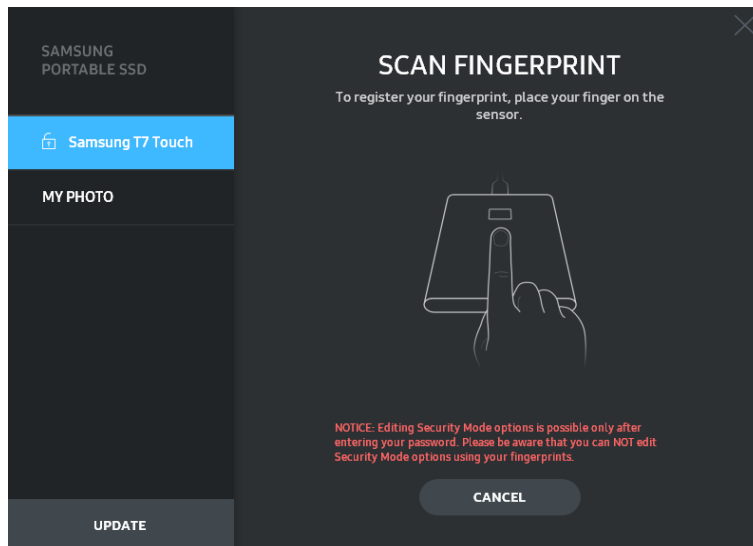 SAMSUNG
PORTABLE SSD
Samsung T7 Touch
MY PHOTO
UPDATE
SCAN FINGERPRINT
To register your fingerprint, place your finger on the
sensor.
NOTICE: Editing Security Mode options is possible only after
entering your password. Please be aware that you can NOT edit
Security Mode options using your fingerprints.
CANCEL